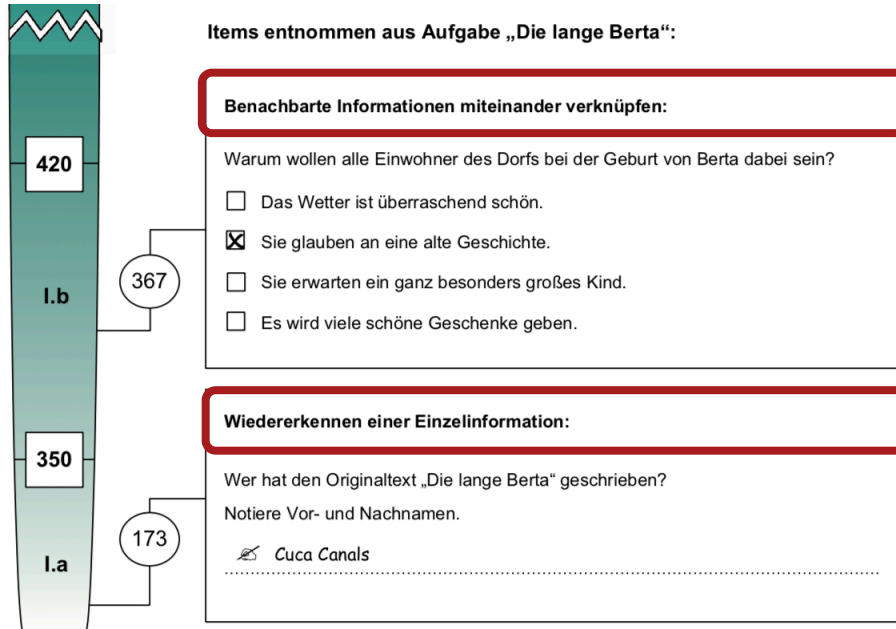 Items entnommen aus Aufgabe „Die lange Berta“:
Benachbarte Informationen miteinander verknüpfen:
420
Warum wollen alle Einwohner des Dorfs bei der Geburt von Berta dabei sein?
Das Wetter ist überraschend schön.
Sie glauben an eine alte Geschichte.
367
Sie erwarten ein ganz besonders großes Kind.
I.b
Es wird viele schöne Geschenke geben.
Wiedererkennen einer Einzelinformation:
350
Wer hat den Originaltext „Die lange Berta“ geschrieben?
Notiere Vor- und Nachnamen.
173
Cuca Canals
I.a